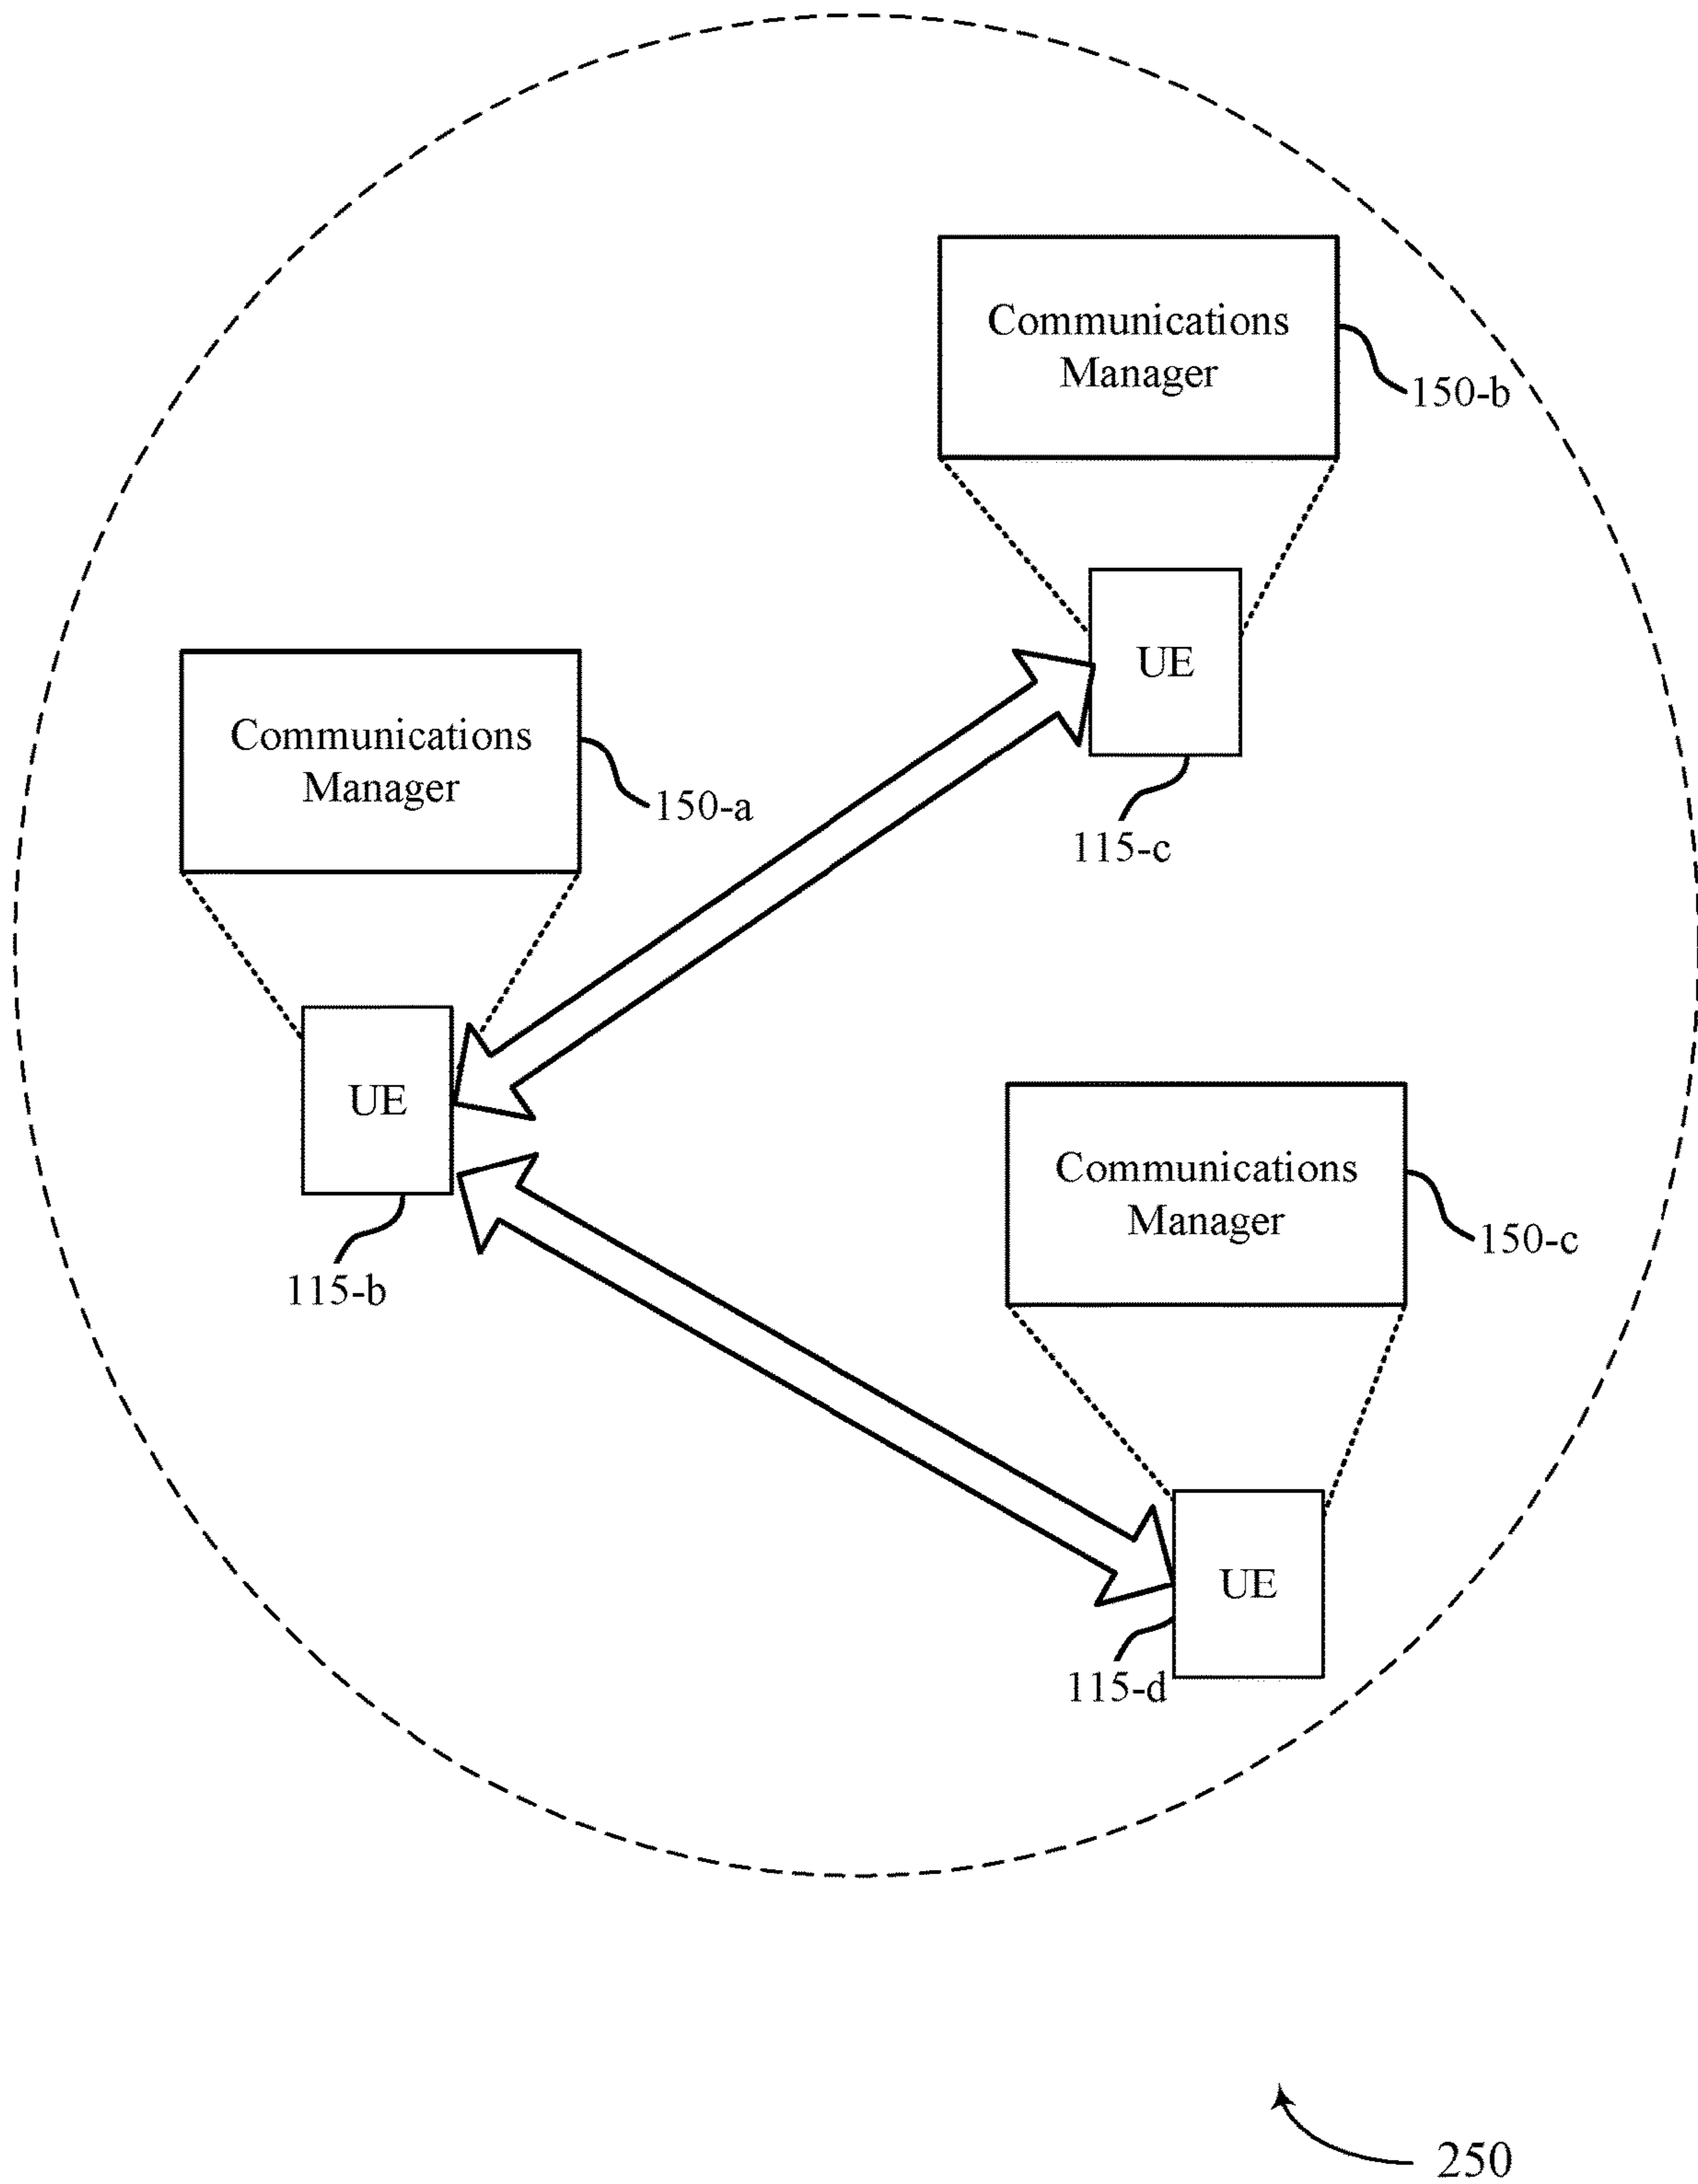 Communications
Manager
150-b
UE
115-c
Communications
Manager
150-a
UE
115-b
Communications
Manager
150-c
UE
115-d
250